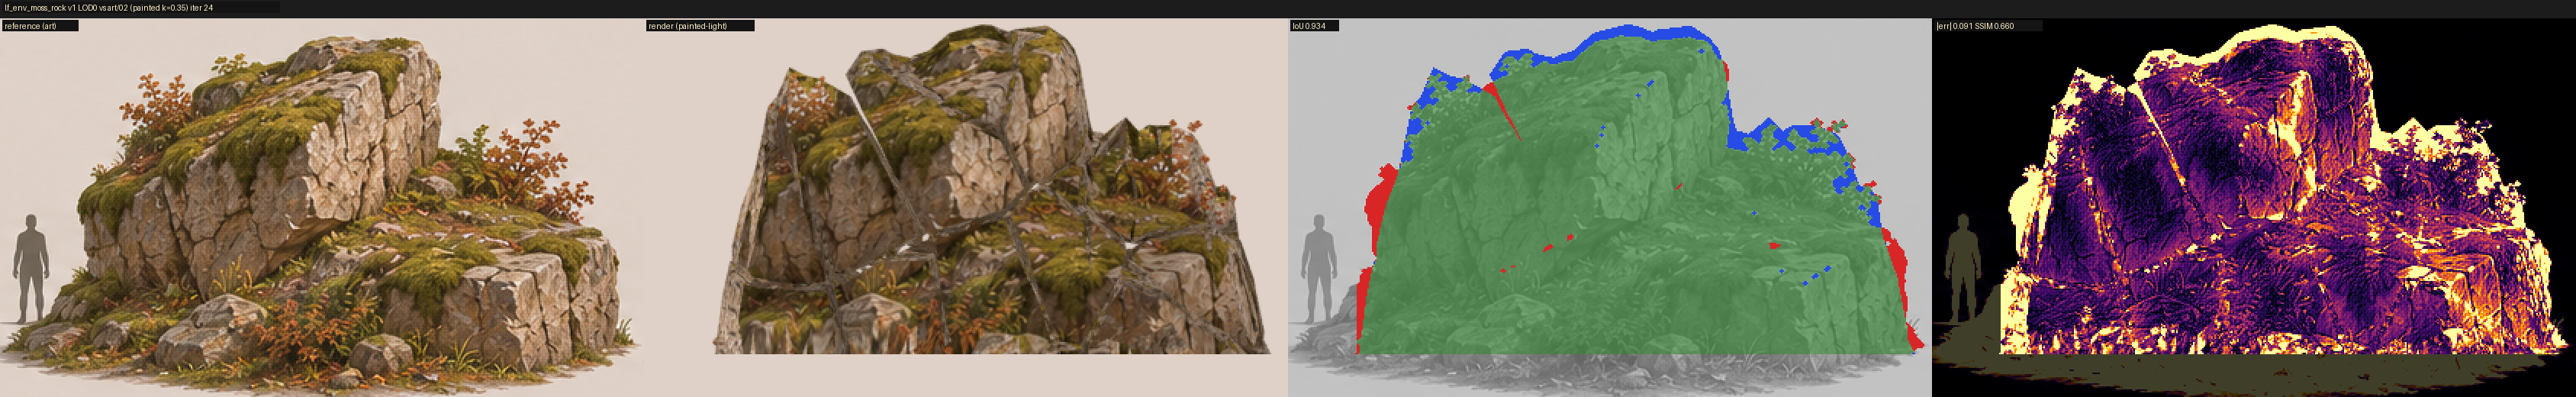 tf_env_moss_rock v1 LOD0 vs art/02 (painted k=0.35) iter 24
reference (art)
render (painted-light)
IoU 0.934
|err| 0.091 SSIM 0.660